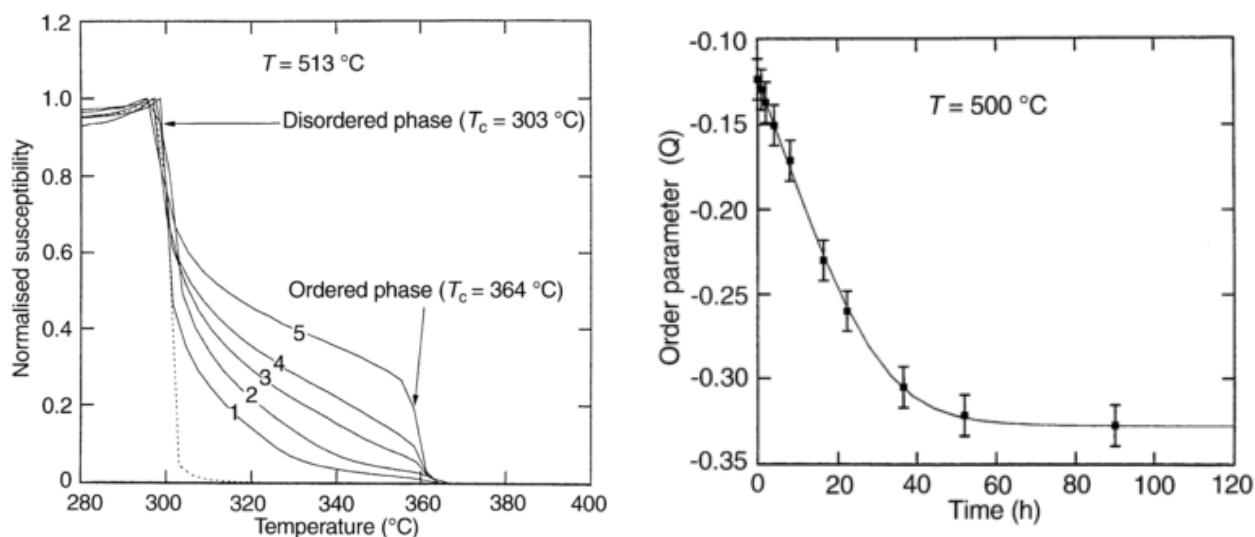 Normalised susceptibility
1.2
1.0
0.8
0.6
0.4
0.2
0
T = 513 °C
Disordered phase (Tc = 303 °C)
Ordered phase (Tc = 364 °C)
5
4
3
2
1
280 300 320 340 360 380 400
Temperature (°C)
Order parameter (Q)
-0.10
-0.15
-0.20
-0.25
-0.30
-0.35
T = 500 °C
0 20 40 60 80 100 120
Time (h)